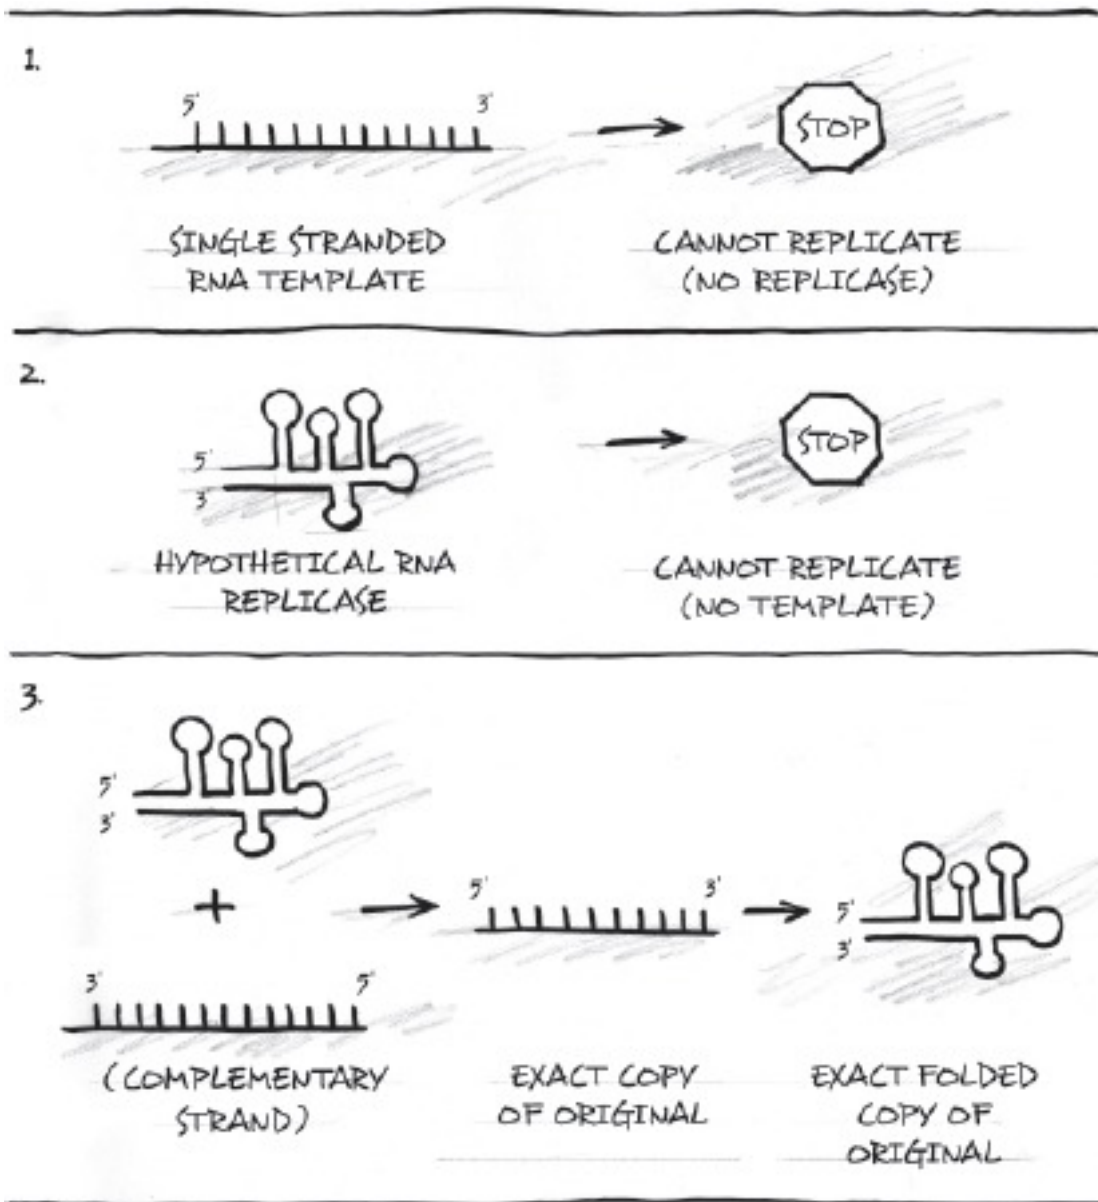 1.
5' 3'
STOP
SINGLE STRANDED
RNA TEMPLATE
CANNOT REPLICATE
(NO REPLICASE)
2.
5'
3'
STOP
HYPOTHETICAL RNA
REPLICASE
CANNOT REPLICATE
(NO TEMPLATE)
3.
5'
3'
+
3' 5'
(COMPLEMENTARY
STRAND)
5' 3'
EXACT COPY
OF ORIGINAL
5'
3'
EXACT FOLDED
COPY OF
ORIGINAL